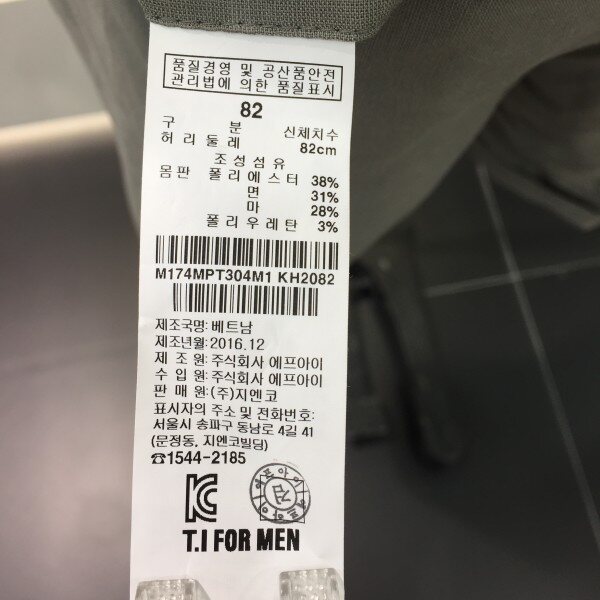 품질경영 및 공산품안전
관리법에 의한 품질표시
82
구 분 신체치수
허리둘레 82cm
조성섬유
몸판 폴리에스터 38%
면 31%
마 28%
폴리우레탄 3%
M174MPT304M1 KH2082
제조국명: 베트남
제조년월: 2016.12
제 조 원: 주식회사 에프아이
수 입 원: 주식회사 에프아이
판 매 원: (주)지엔코
표시자의 주소 및 전화번호:
서울시 송파구 동남로 4길 41
(문정동, 지엔코빌딩)
☎1544-2185
T.I FOR MEN